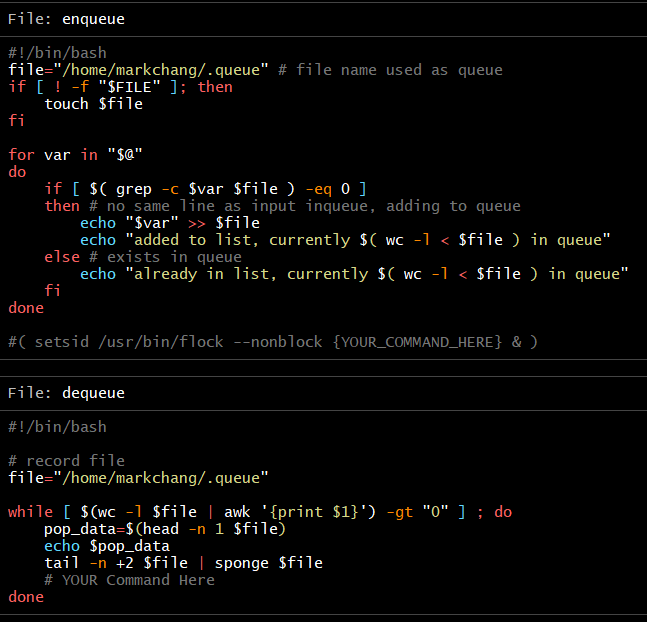 File: enqueue
#!/bin/bash
file="/home/markchang/.queue" # file name used as queue
if [ ! -f "$FILE" ]; then
    touch $file
fi
for var in "$@"
do
    if [ $( grep -c $var $file ) -eq 0 ]
    then # no same line as input inqueue, adding to queue
        echo "$var" >> $file
        echo "added to list, currently $( wc -l < $file ) in queue"
    else # exists in queue
        echo "already in list, currently $( wc -l < $file ) in queue"
    fi
done
#( setsid /usr/bin/flock --nonblock {YOUR_COMMAND_HERE} & )
File: dequeue
#!/bin/bash
# record file
file="/home/markchang/.queue"
while [ $(wc -l $file | awk '{print $1}') -gt "0" ] ; do
    pop_data=$(head -n 1 $file)
    echo $pop_data
    tail -n +2 $file | sponge $file
    # YOUR Command Here
done